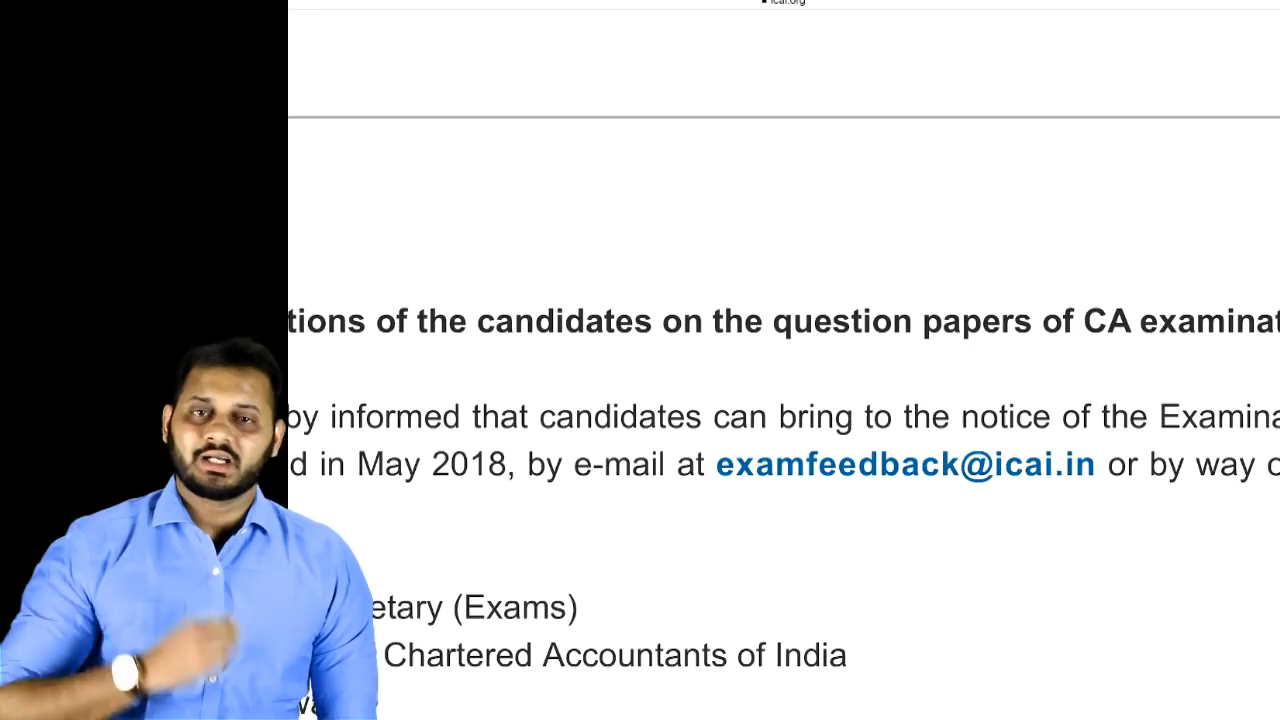 icai.org
tions of the candidates on the question papers of CA examinat
by informed that candidates can bring to the notice of the Examina
d in May 2018, by e-mail at examfeedback@icai.in or by way o
etary (Exams)
Chartered Accountants of India